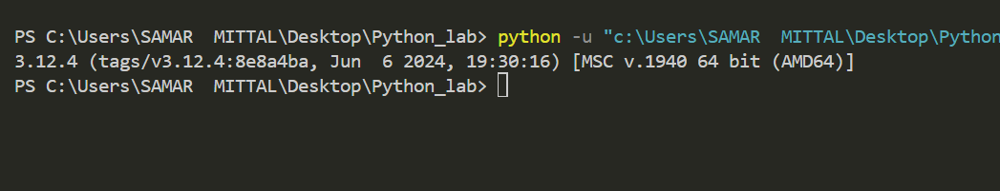 PS C:\Users\SAMAR  MITTAL\Desktop\Python_lab> python -u "c:\Users\SAMAR  MITTAL\Desktop\Python
3.12.4 (tags/v3.12.4:8e8a4ba, Jun  6 2024, 19:30:16) [MSC v.1940 64 bit (AMD64)]
PS C:\Users\SAMAR  MITTAL\Desktop\Python_lab>